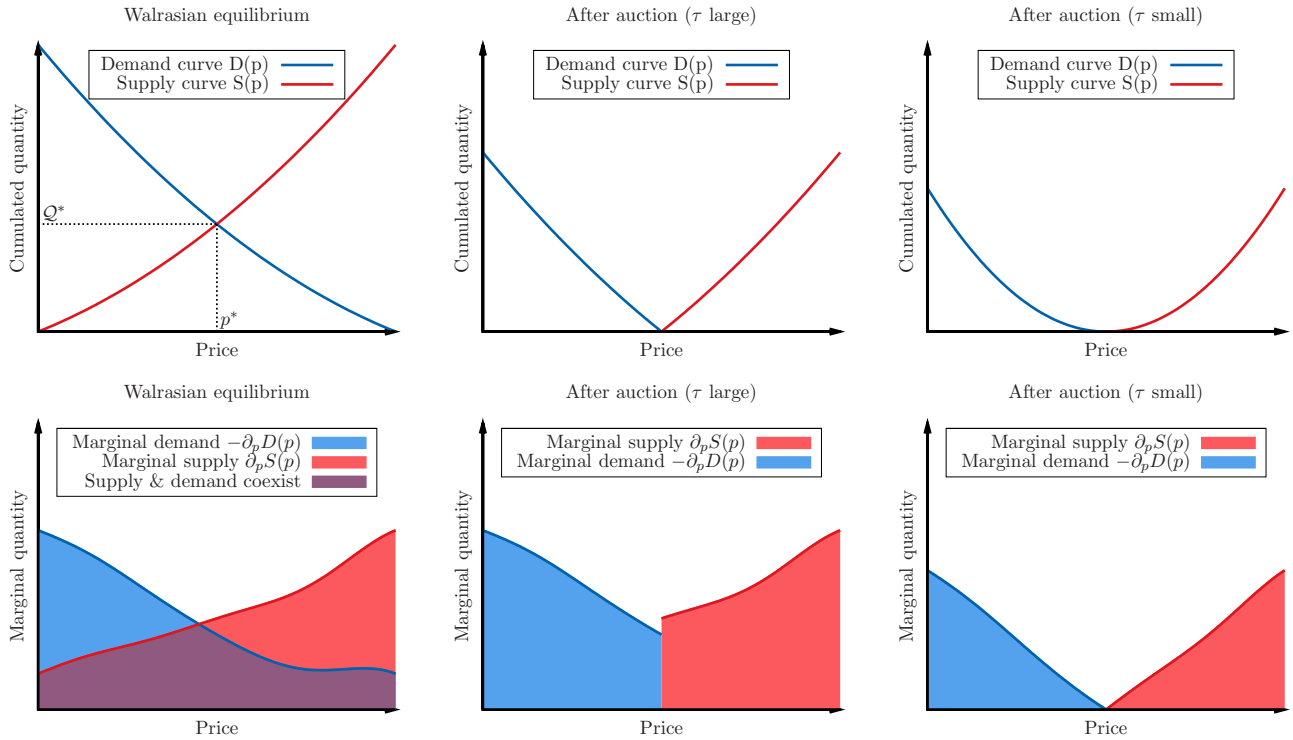 Walrasian equilibrium
Demand curve D(p)
Supply curve S(p)
Cumulated quantity
𝒬*
p*
Price
After auction (τ large)
Demand curve D(p)
Supply curve S(p)
Cumulated quantity
Price
After auction (τ small)
Demand curve D(p)
Supply curve S(p)
Cumulated quantity
Price
Walrasian equilibrium
Marginal demand −∂ₚD(p)
Marginal supply ∂ₚS(p)
Supply & demand coexist
Marginal quantity
Price
After auction (τ large)
Marginal supply ∂ₚS(p)
Marginal demand −∂ₚD(p)
Marginal quantity
Price
After auction (τ small)
Marginal supply ∂ₚS(p)
Marginal demand −∂ₚD(p)
Marginal quantity
Price